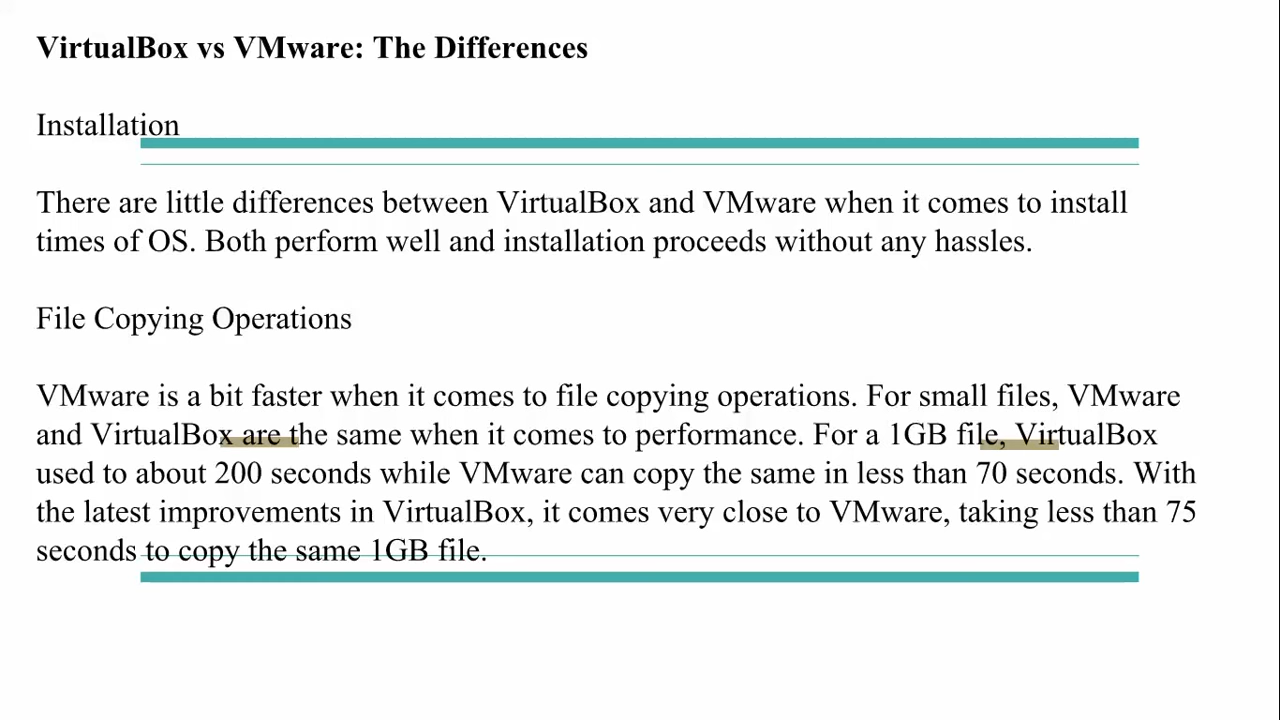 VirtualBox vs VMware: The Differences
Installation
There are little differences between VirtualBox and VMware when it comes to install
times of OS. Both perform well and installation proceeds without any hassles.
File Copying Operations
VMware is a bit faster when it comes to file copying operations. For small files, VMware
and VirtualBox are the same when it comes to performance. For a 1GB file, VirtualBox
used to about 200 seconds while VMware can copy the same in less than 70 seconds. With
the latest improvements in VirtualBox, it comes very close to VMware, taking less than 75
seconds to copy the same 1GB file.